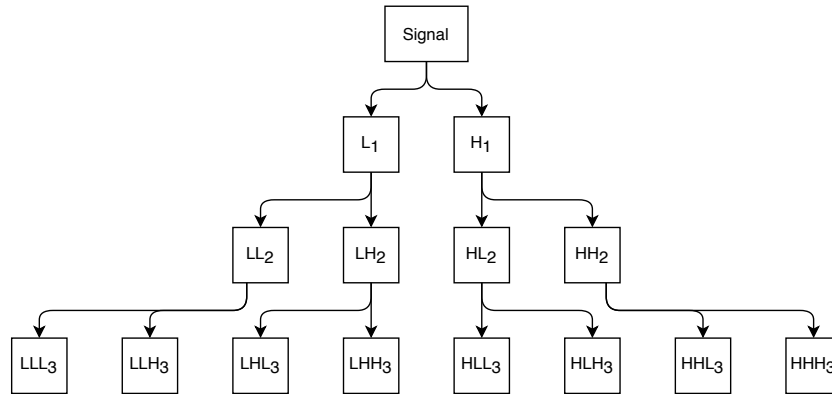 Signal
L₁ H₁
LL₂ LH₂ HL₂ HH₂
LLL₃ LLH₃ LHL₃ LHH₃ HLL₃ HLH₃ HHL₃ HHH₃